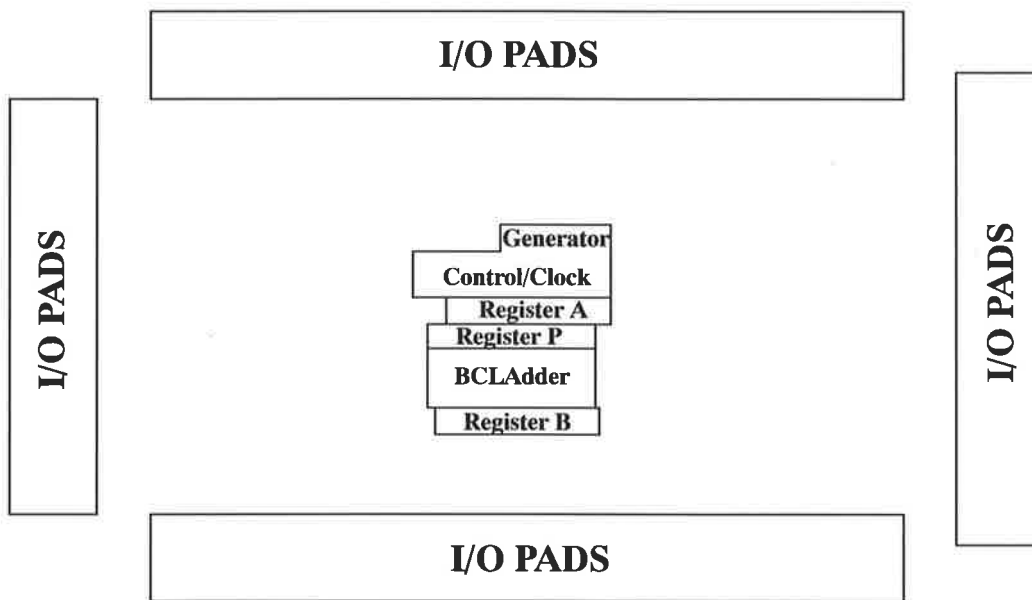 I/O PADS
I/O PADS
Generator
Control/Clock
Register A
Register P
BCLAdder
Register B
I/O PADS
I/O PADS